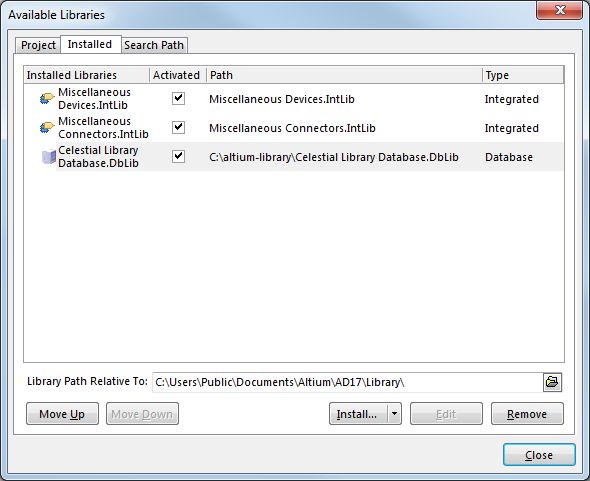 Available Libraries
Project Installed Search Path
Installed Libraries Activated Path Type
Miscellaneous
Devices.IntLib Miscellaneous Devices.IntLib Integrated
Miscellaneous
Connectors.IntLib Miscellaneous Connectors.IntLib Integrated
Celestial Library
Database.DbLib C:\altium-library\Celestial Library Database.DbLib Database
Library Path Relative To: C:\Users\Public\Documents\Altium\AD17\Library\
Move Up Move Down Install... Edit Remove
Close